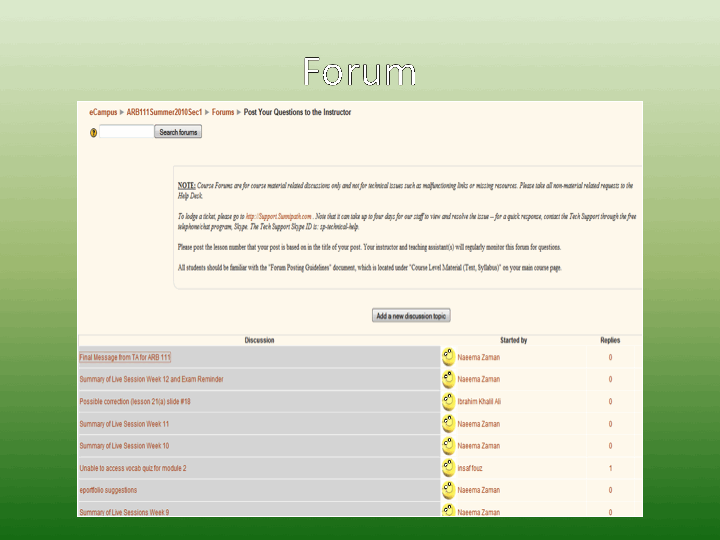 Forum
eCampus ► ARB111Summer2010Sec1 ► Forums ► Post Your Questions to the Instructor
Search forums
NOTE: Course Forums are for course material related discussions only and not for technical issues such as malfunctioning links or missing resources. Please take all non-material related requests to the
Help Desk.
To lodge a ticket, please go to http://Support.Sunnipath.com . Note that it can take up to four days for our staff to view and resolve the issue -- for a quick response, contact the Tech Support through the free
telephone/chat program, Skype. The Tech Support Skype ID is: sp-technical-help.
Please post the lesson number that your post is based on in the title of your post. Your instructor and teaching assistant(s) will regularly monitor this forum for questions.
All students should be familiar with the "Forum Posting Guidelines" document, which is located under "Course Level Material (Text, Syllabus)" on your main course page.
Add a new discussion topic
Discussion Started by Replies
Final Message from TA for ARB 111 Naeema Zaman 0
Summary of Live Session Week 12 and Exam Reminder Naeema Zaman 0
Possible correction (lesson 21(a) slide #18 Ibrahim Khalil Ali 0
Summary of Live Session Week 11 Naeema Zaman 0
Summary of Live Session Week 10 Naeema Zaman 0
Unable to access vocab quiz for module 2 insaf fouz 1
eportfolio suggestions Naeema Zaman 0
Summary of Live Sessions Week 9 Naeema Zaman 0